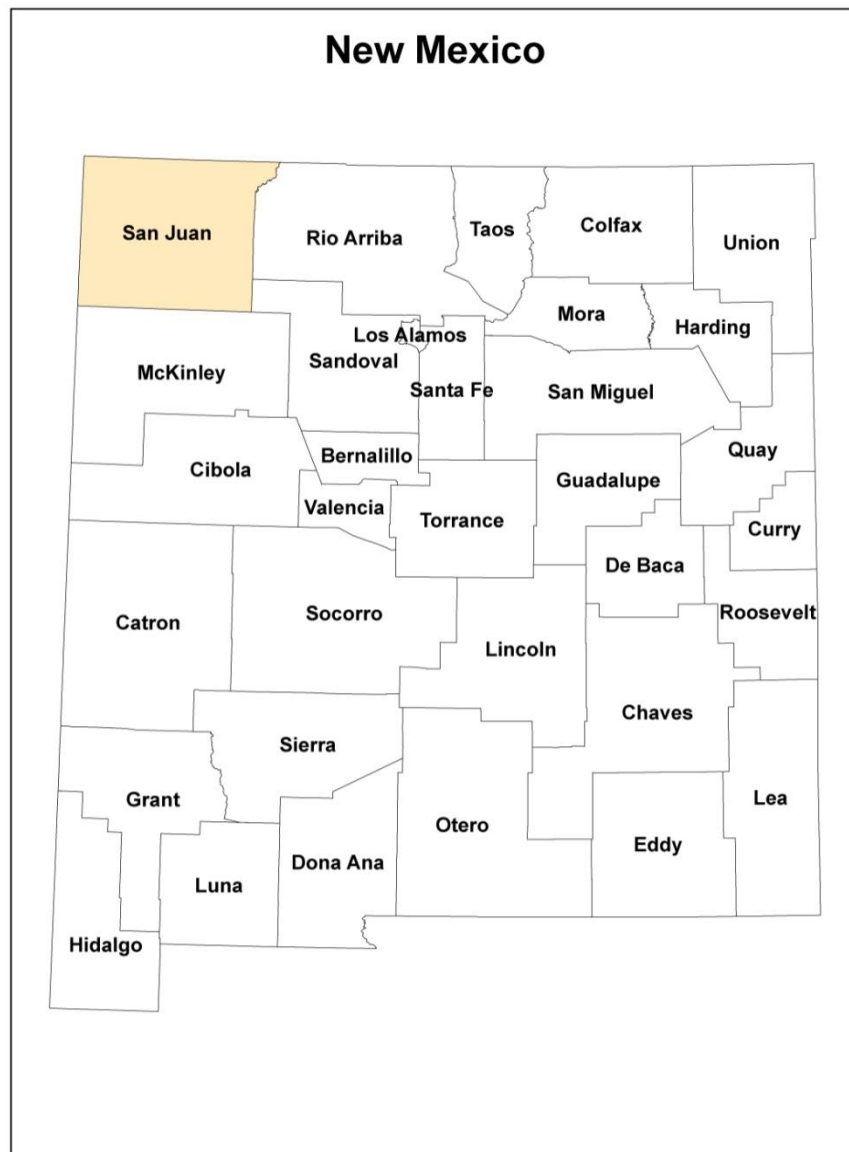 New Mexico
San Juan
Rio Arriba
Taos
Colfax
Union
Mora
Harding
Los Alamos
Sandoval
McKinley
Santa Fe
San Miguel
Quay
Bernalillo
Cibola
Guadalupe
Valencia
Torrance
Curry
De Baca
Roosevelt
Catron
Socorro
Lincoln
Chaves
Sierra
Grant
Lea
Otero
Eddy
Dona Ana
Luna
Hidalgo